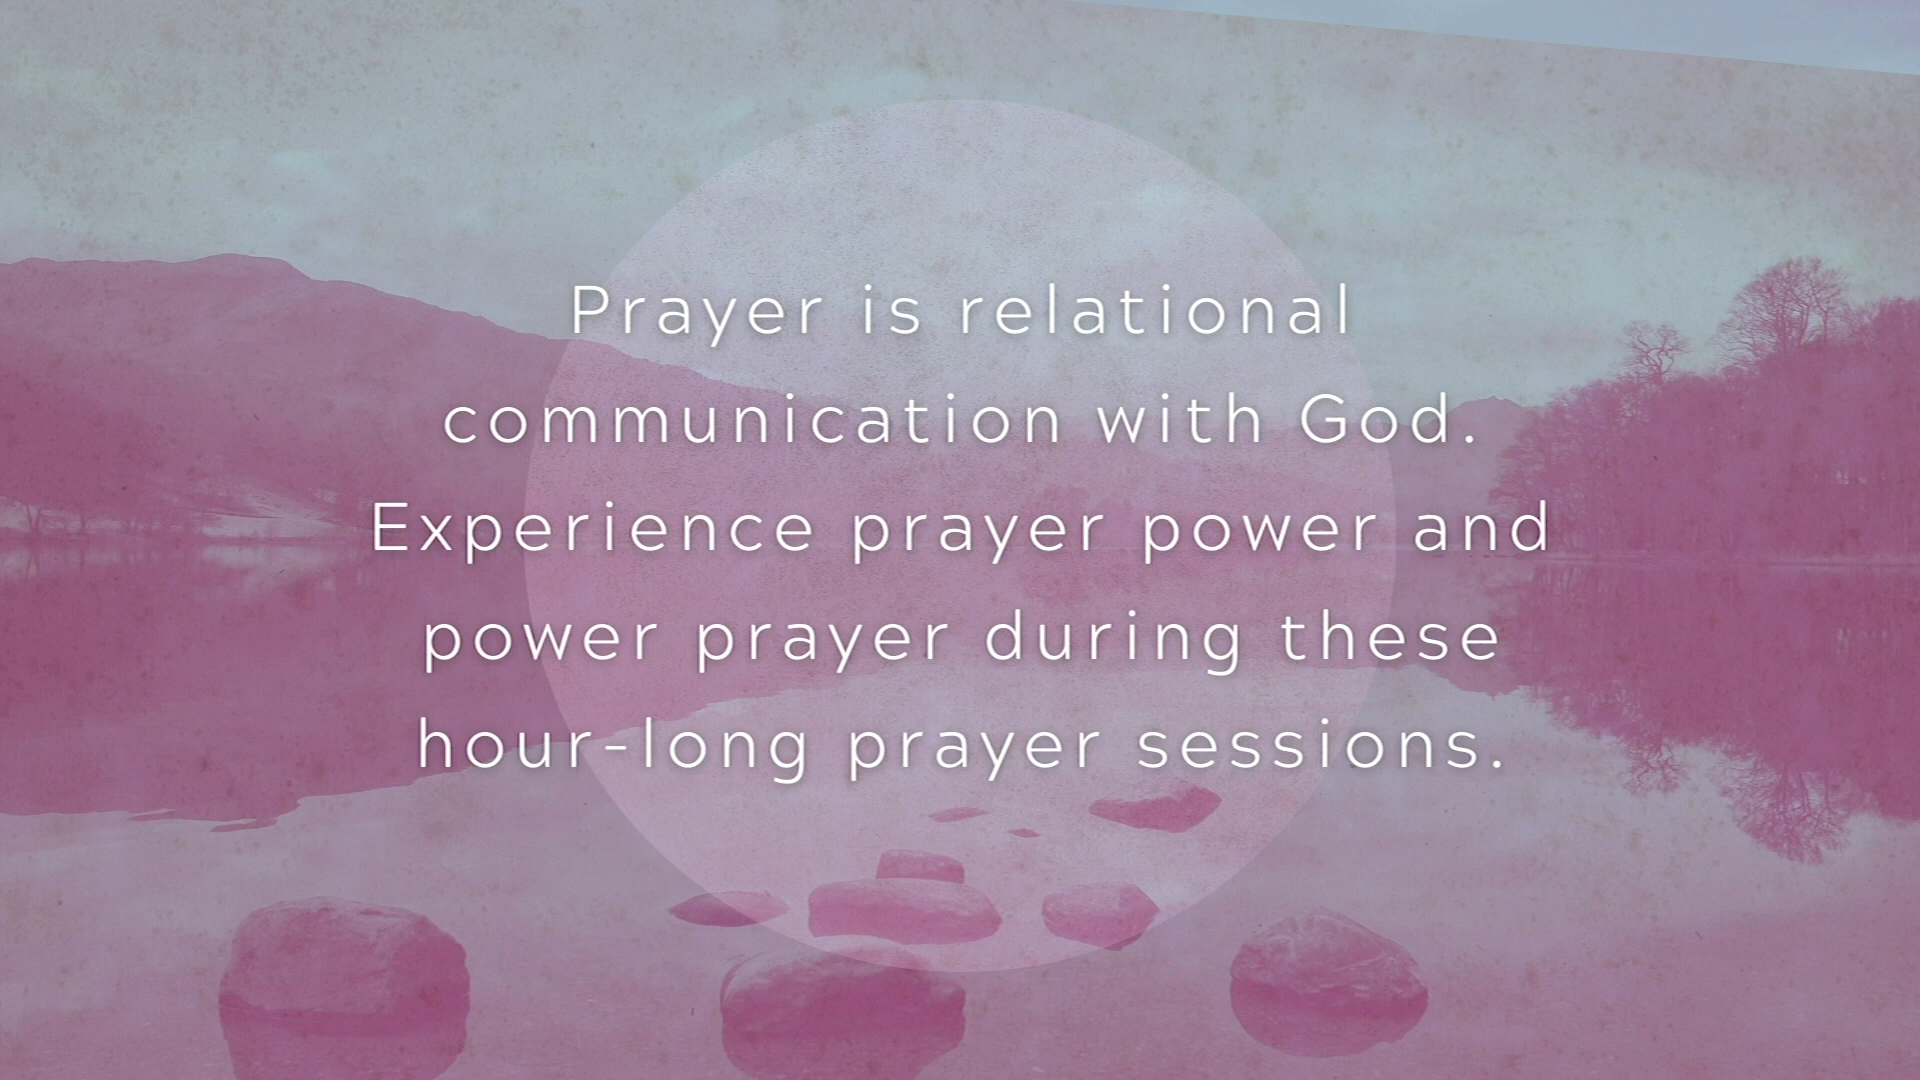 Prayer is relational
communication with God.
Experience prayer power and
power prayer during these
hour-long prayer sessions.